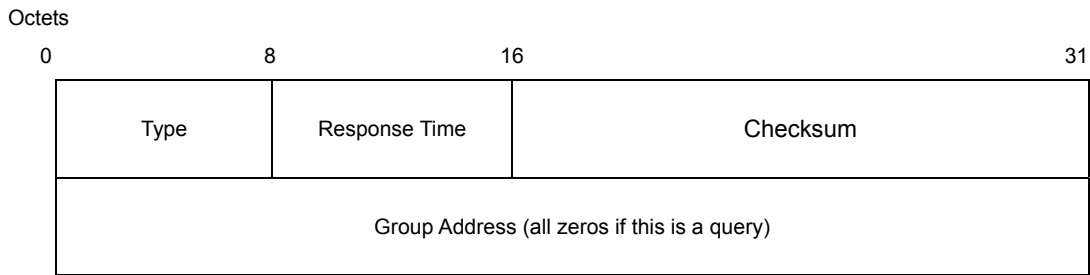 Octets
0 8 16 31
Type Response Time Checksum
Group Address (all zeros if this is a query)